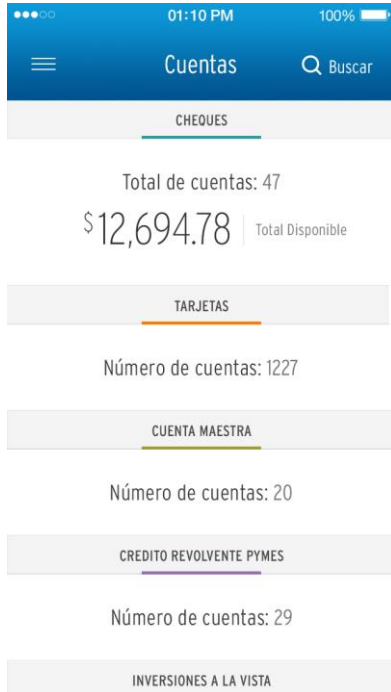 01:10 PM 100%
Cuentas Buscar
CHEQUES
Total de cuentas: 47
$12,694.78 Total Disponible
TARJETAS
Número de cuentas: 1227
CUENTA MAESTRA
Número de cuentas: 20
CREDITO REVOLVENTE PYMES
Número de cuentas: 29
INVERSIONES A LA VISTA